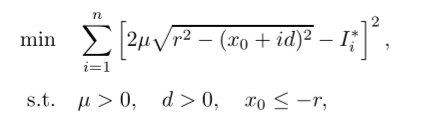 min \sum_{i=1}^{n} \left[ 2\mu \sqrt{r^2 - (x_0 + id)^2} - I_i^* \right]^2 ,
s.t. \mu > 0, \quad d > 0, \quad x_0 \leq -r,